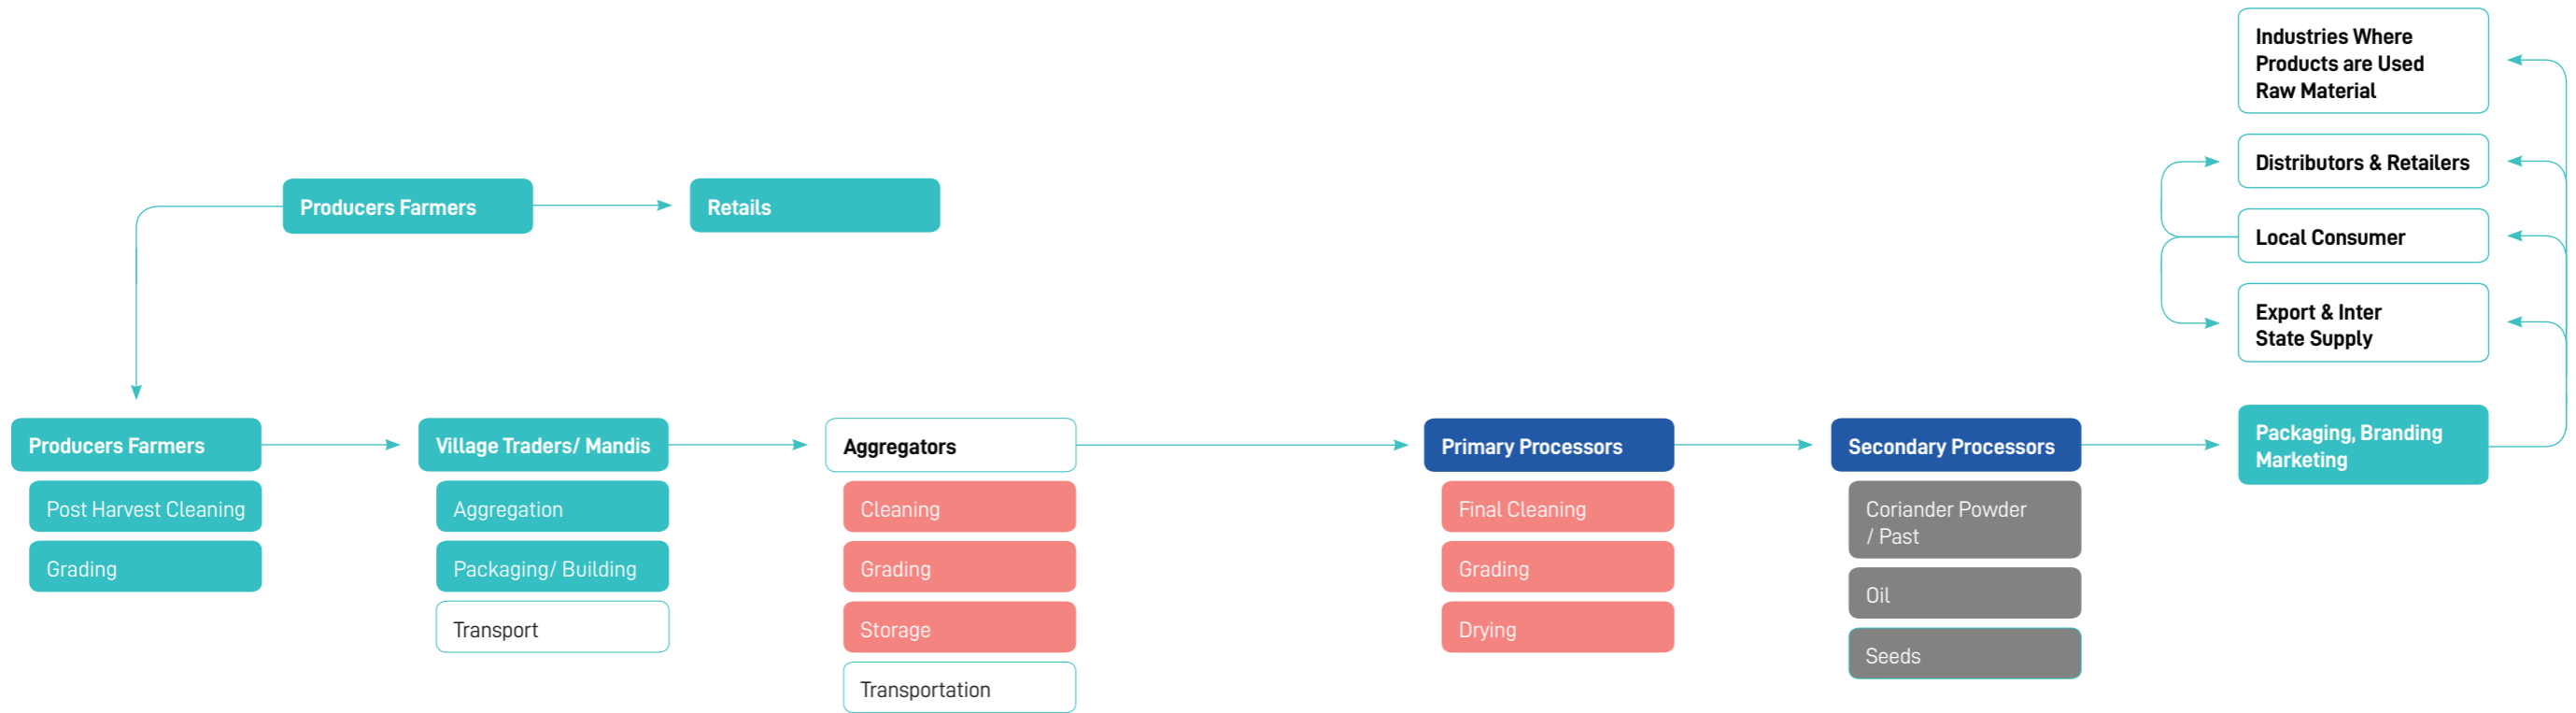 Industries Where
Products are Used
Raw Material
Distributors & Retailers
Local Consumer
Export & Inter
State Supply
Producers Farmers
Retails
Producers Farmers
Post Harvest Cleaning
Grading
Village Traders/ Mandis
Aggregation
Packaging/ Building
Transport
Aggregators
Cleaning
Grading
Storage
Transportation
Primary Processors
Final Cleaning
Grading
Drying
Secondary Processors
Coriander Powder
/ Past
Oil
Seeds
Packaging, Branding
Marketing